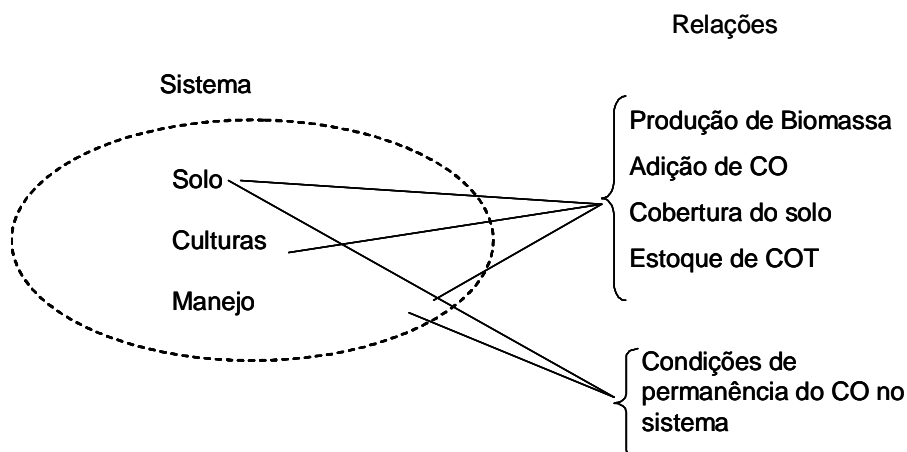 Relações
Sistema
Produção de Biomassa
Adição de CO
Cobertura do solo
Estoque de COT
Solo
Culturas
Manejo
Condições de
permanência do CO no
sistema